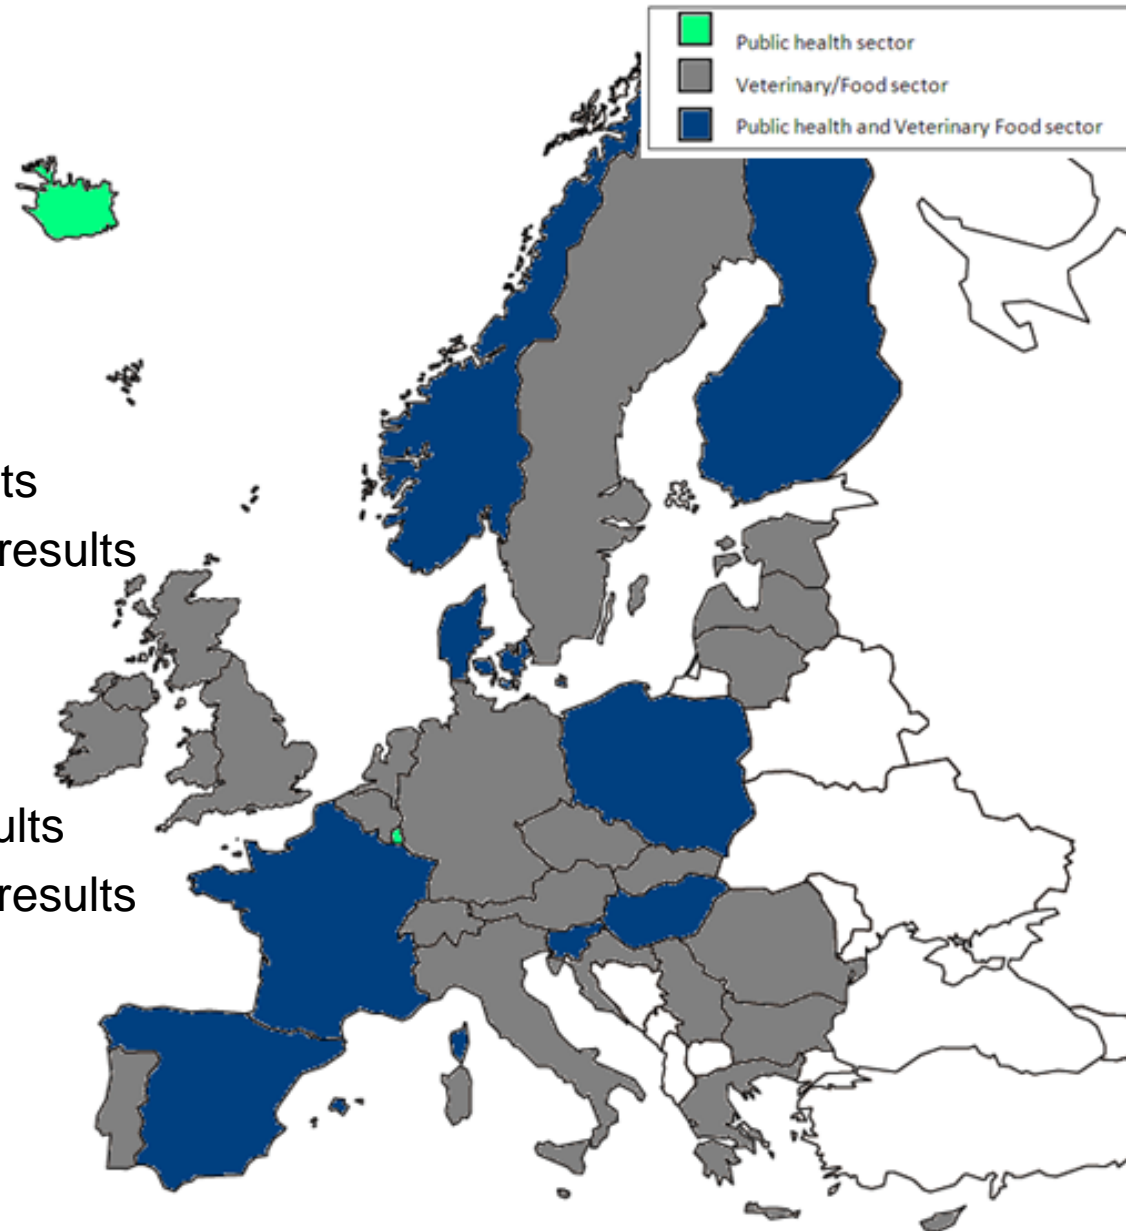 Public health sector
Veterinary/Food sector
Public health and Veterinary Food sector
ts
results
ults
results